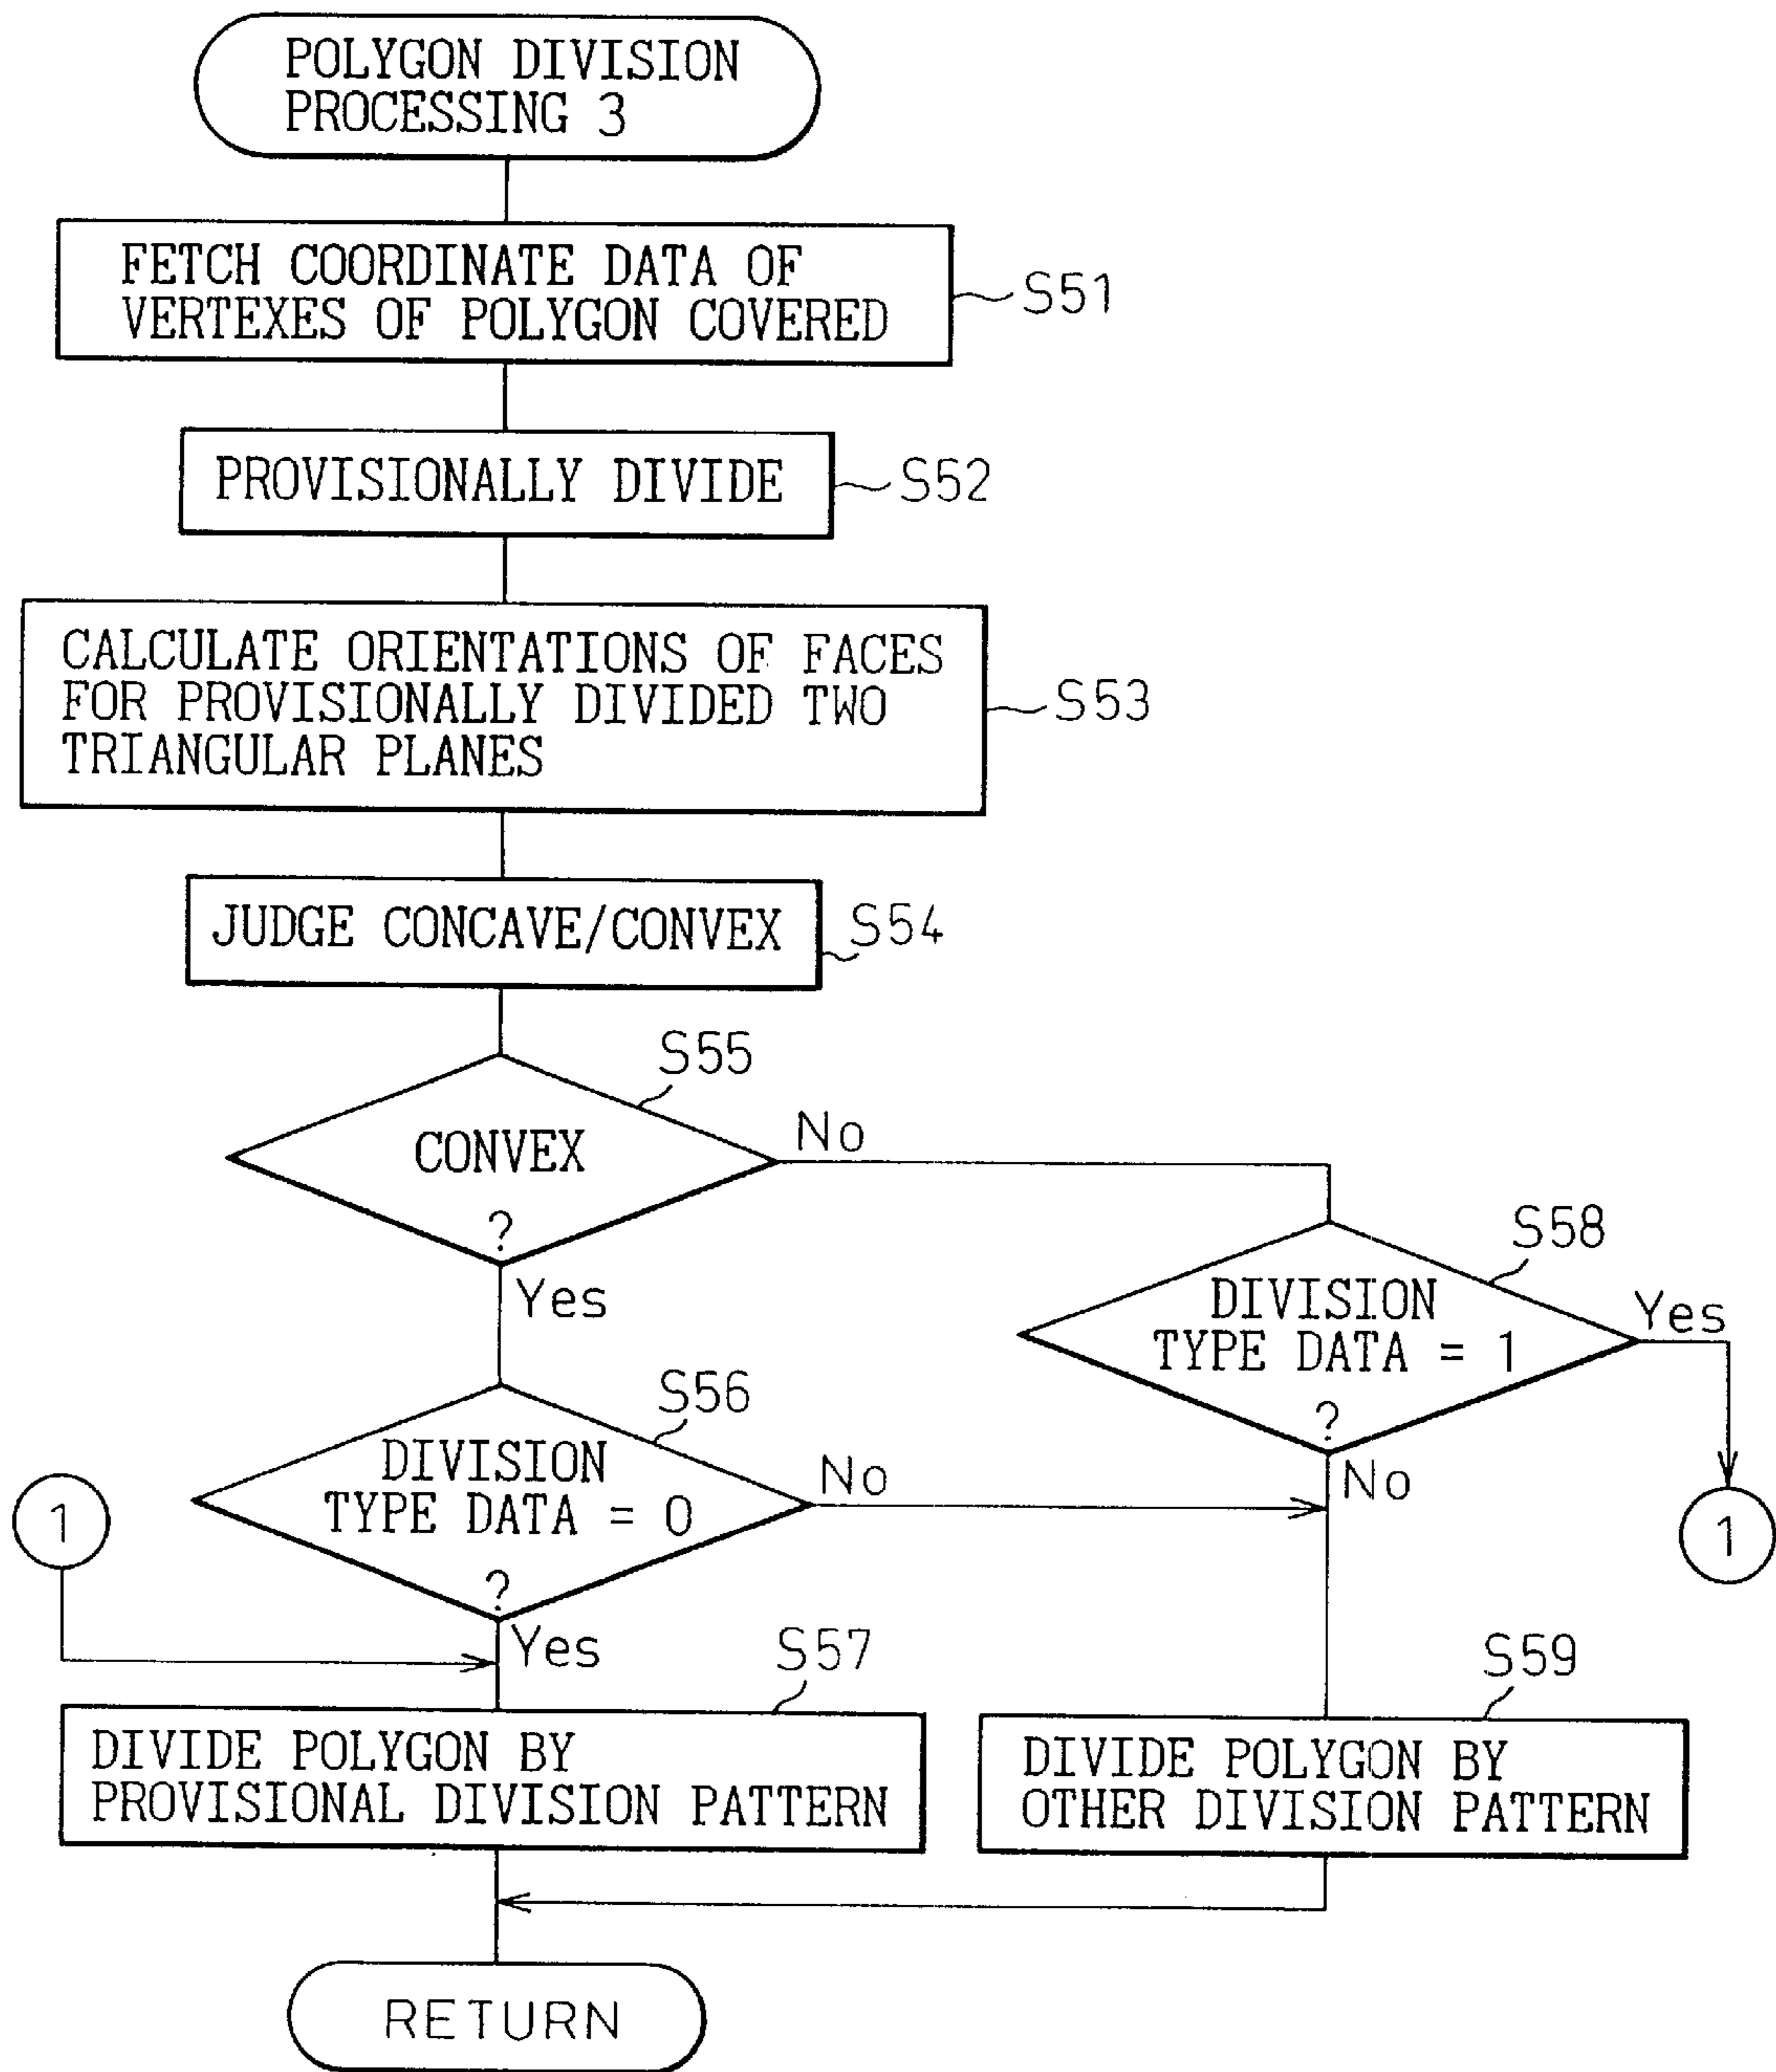 POLYGON DIVISION
PROCESSING 3
FETCH COORDINATE DATA OF
VERTEXES OF POLYGON COVERED
S51
PROVISIONALLY DIVIDE
S52
CALCULATE ORIENTATIONS OF FACES
FOR PROVISIONALLY DIVIDED TWO
TRIANGULAR PLANES
S53
JUDGE CONCAVE/CONVEX
S54
S55
CONVEX
?
No
Yes
S58
DIVISION
TYPE DATA = 1
?
Yes
No
1
S56
DIVISION
TYPE DATA = 0
?
No
Yes
1
S57
DIVIDE POLYGON BY
PROVISIONAL DIVISION PATTERN
S59
DIVIDE POLYGON BY
OTHER DIVISION PATTERN
RETURN